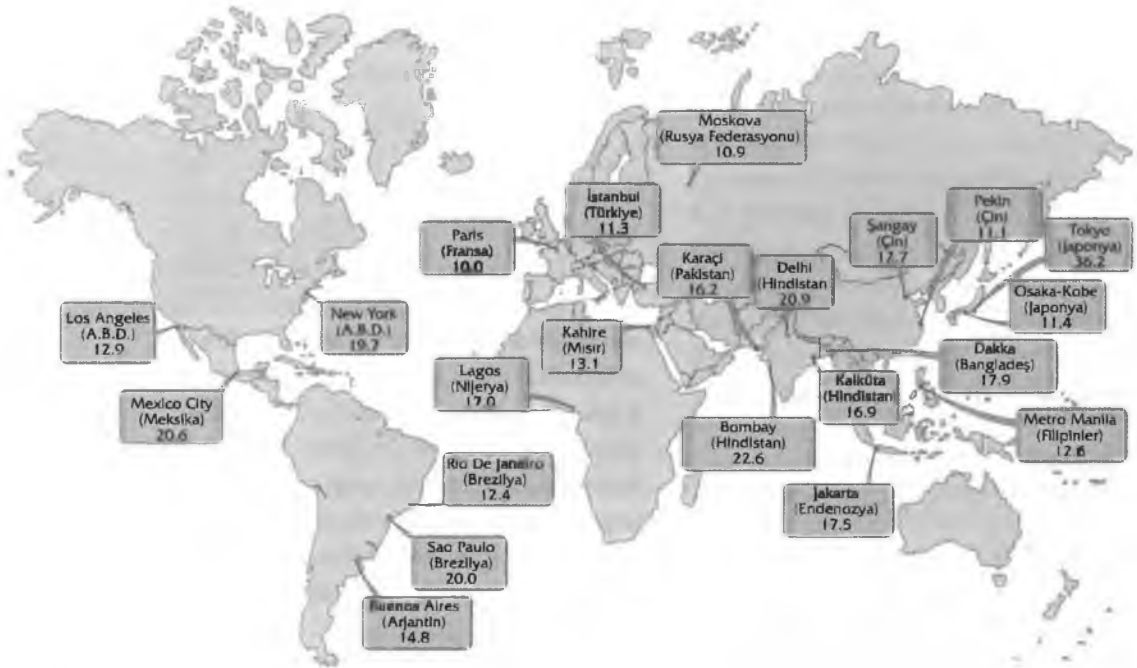 Moskova
(Rusya Federasyonu)
10.9
İstanbul
(Türkiye)
11.3
Pekin
(Çin)
11.1
Şangay
(Çin)
12.7
Tokyo
(Japonya)
36.2
Paris
(Fransa)
10.0
Karaçi
(Pakistan)
16.2
Delhi
(Hindistan
20.9
Osaka-Kobe
(Japonya)
11.4
Los Angeles
(A.B.D.)
12.9
New York
(A.B.D.)
19.7
Kahire
(Mısır)
13.1
Dakka
(Bangladeş)
17.9
Lagos
(Nijerya)
17.0
Kalküta
(Hindistan
16.9
Mexico City
(Meksika)
20.6
Bombay
(Hindistan)
22.6
Metro Manila
(Filipinler)
12.6
Rio De Janeiro
(Brezilya)
12.4
Jakarta
(Endenozya)
17.5
Sao Paulo
(Brezilya)
20.0
Buenos Aires
(Arjantin)
14.8